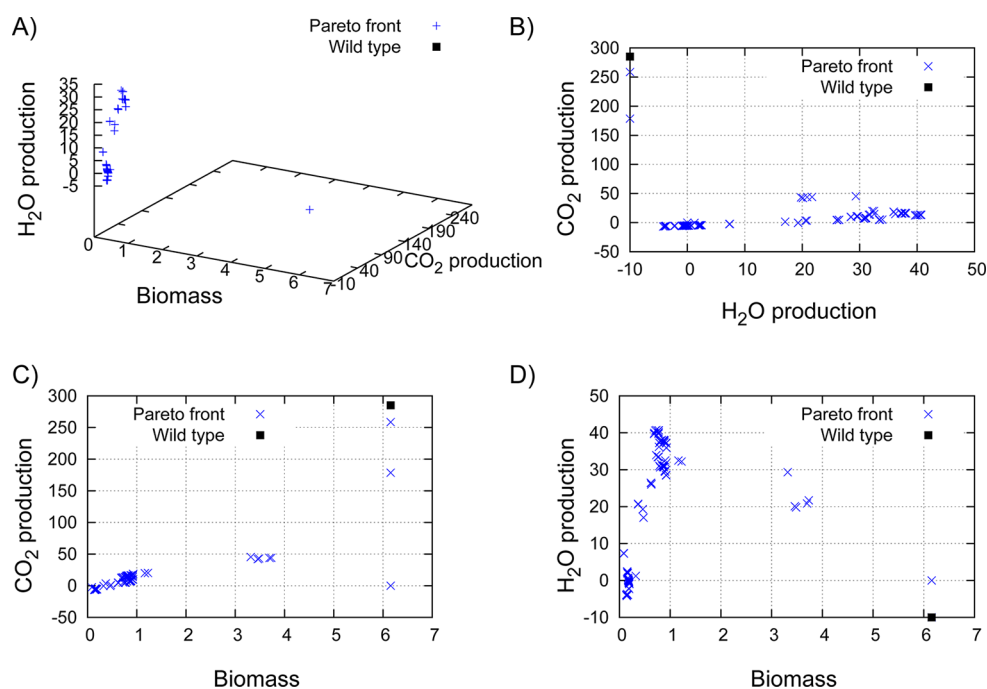 A)
Pareto front
Wild type
35
30
25
20
15
10
5
0
-5
H2O production
0
1
2
3
4
5
6
7
Biomass
-10
40
90
140
190
240
CO2 production
B)
300
250
200
150
100
50
0
-50
CO2 production
Pareto front
Wild type
-10 0 10 20 30 40 50
H2O production
C)
300
250
200
150
100
50
0
-50
CO2 production
Pareto front
Wild type
0 1 2 3 4 5 6 7
Biomass
D)
50
40
30
20
10
0
-10
H2O production
Pareto front
Wild type
0 1 2 3 4 5 6 7
Biomass